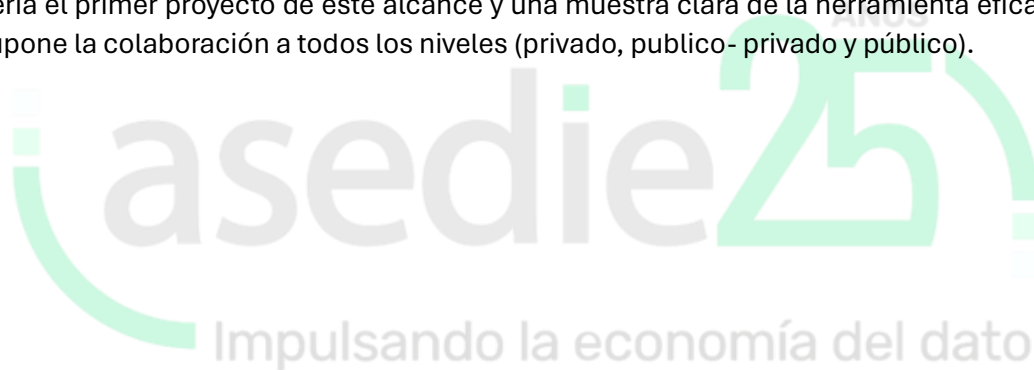 ería el primer proyecto de este alcance y una muestra clara de la herramienta efica
upone la colaboración a todos los niveles (privado, publico- privado y público).
AÑOS
asedie25
Impulsando la economía del dato